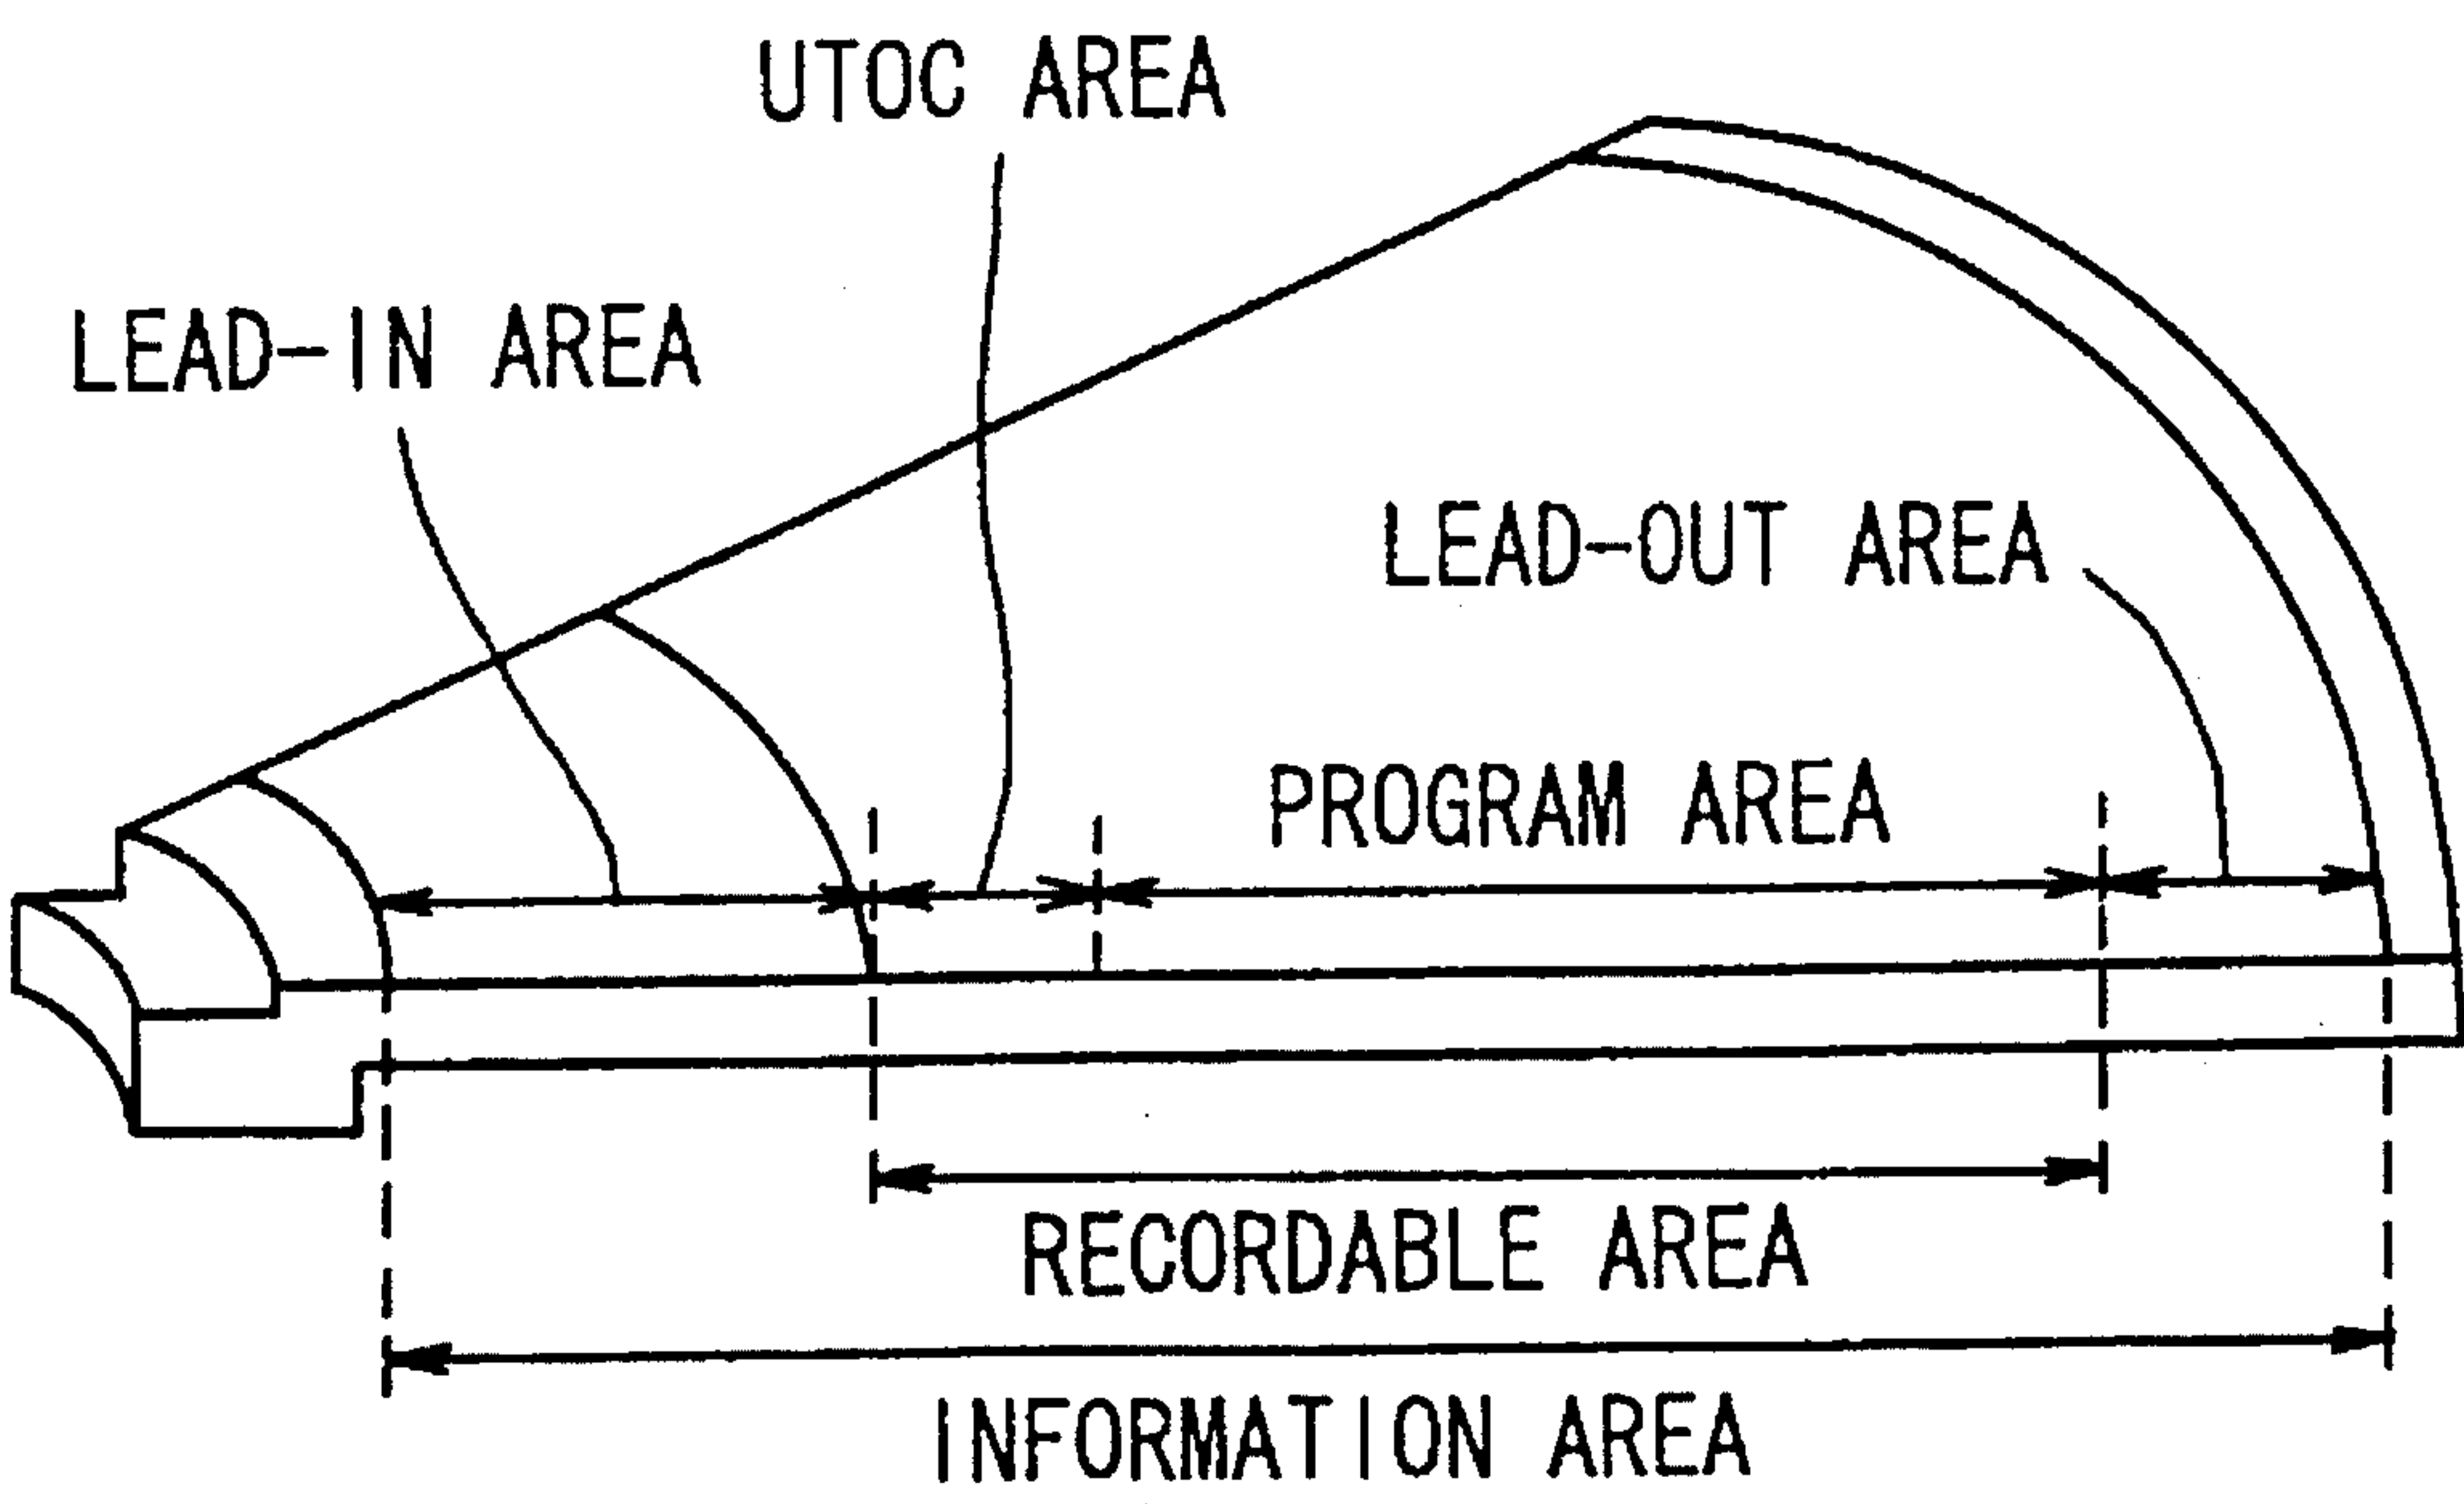 UTOC AREA
LEAD-IN AREA
LEAD-OUT AREA
PROGRAM AREA
RECORDABLE AREA
INFORMATION AREA